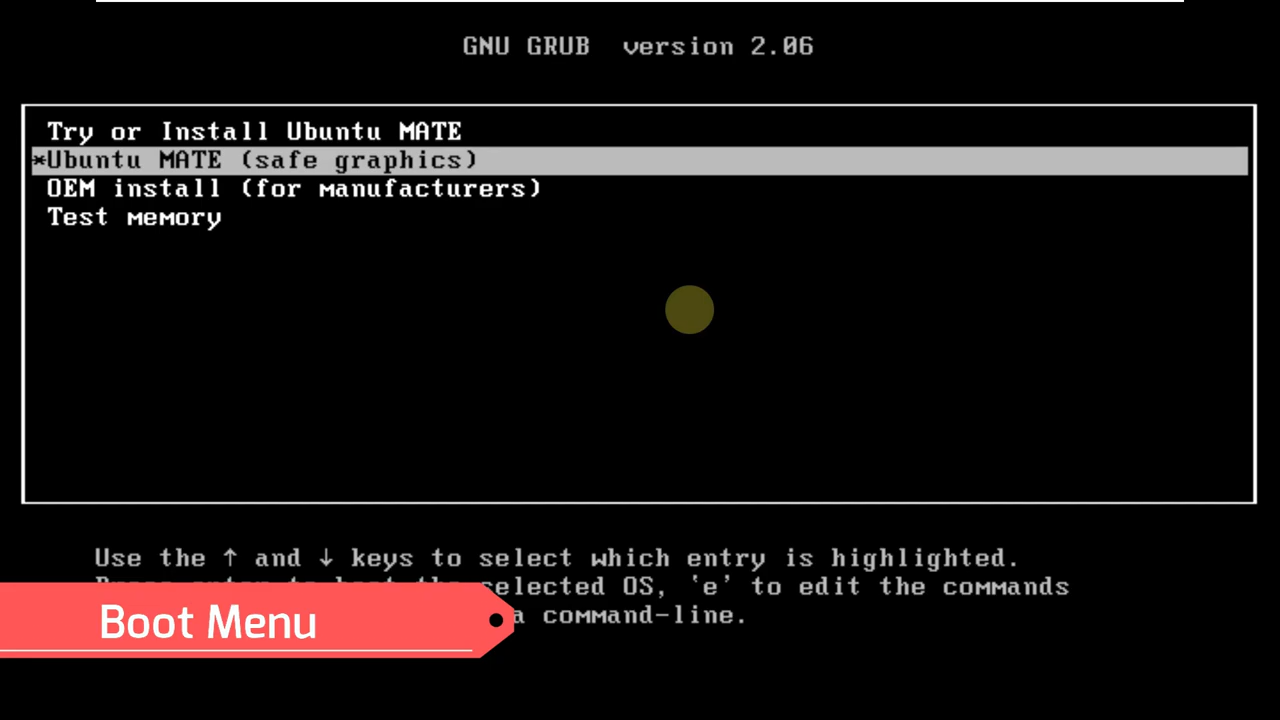 GNU GRUB version 2.06
Try or Install Ubuntu MATE
*Ubuntu MATE (safe graphics)
OEM install (for manufacturers)
Test memory
Use the ↑ and ↓ keys to select which entry is highlighted.
selected OS, `e' to edit the commands
a command-line.
Boot Menu